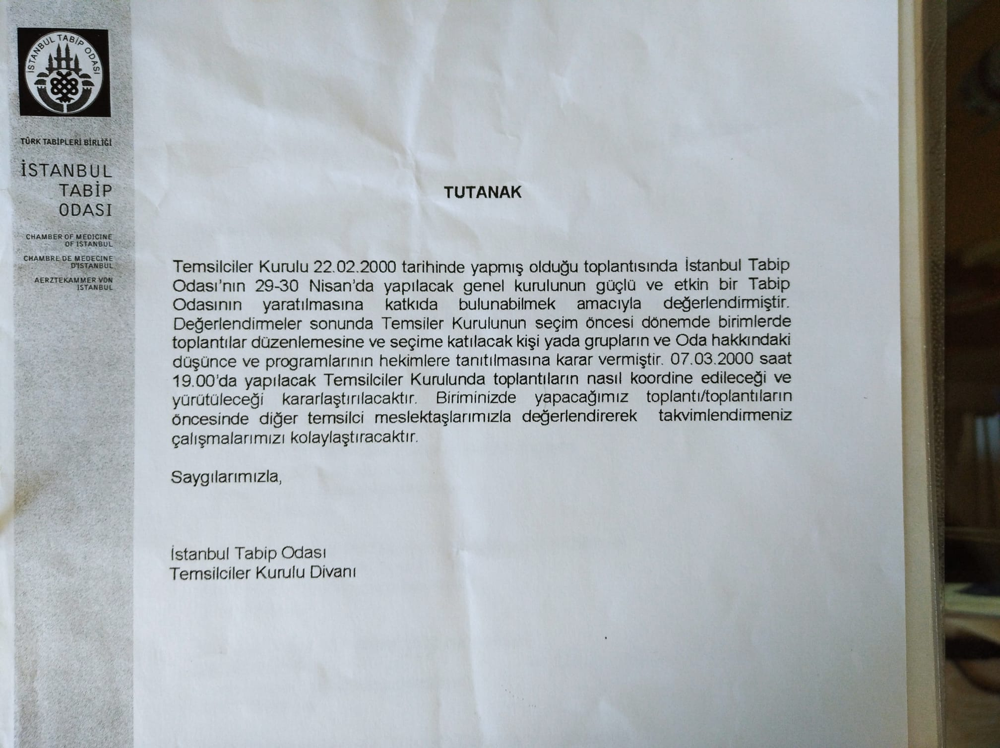 İSTANBUL TABİP ODASI
TÜRK TABİPLERİ BİRLİĞİ
İSTANBUL
TABİP
ODASI
CHAMBER OF MEDICINE
OF ISTANBUL
CHAMBRE DE MEDECINE
D'ISTANBUL
AERZTEKAMMER VON
ISTANBUL
TUTANAK
Temsilciler Kurulu 22.02.2000 tarihinde yapmış olduğu toplantısında İstanbul Tabip
Odası'nın 29-30 Nisan'da yapılacak genel kurulunun güçlü ve etkin bir Tabip
Odasının yaratılmasına katkıda bulunabilmek amacıyla değerlendirmiştir.
Değerlendirmeler sonunda Temsiler Kurulunun seçim öncesi dönemde birimlerde
toplantılar düzenlemesine ve seçime katılacak kişi yada grupların ve Oda hakkındaki
düşünce ve programlarının hekimlere tanıtılmasına karar vermiştir. 07.03.2000 saat
19.00'da yapılacak Temsilciler Kurulunda toplantıların nasıl koordine edileceği ve
yürütüleceği kararlaştırılacaktır. Biriminizde yapacağımız toplantı/toplantıların
öncesinde diğer temsilci meslektaşlarımızla değerlendirerek takvimlendirmeniz
çalışmalarımızı kolaylaştıracaktır.
Saygılarımızla,
İstanbul Tabip Odası
Temsilciler Kurulu Divanı